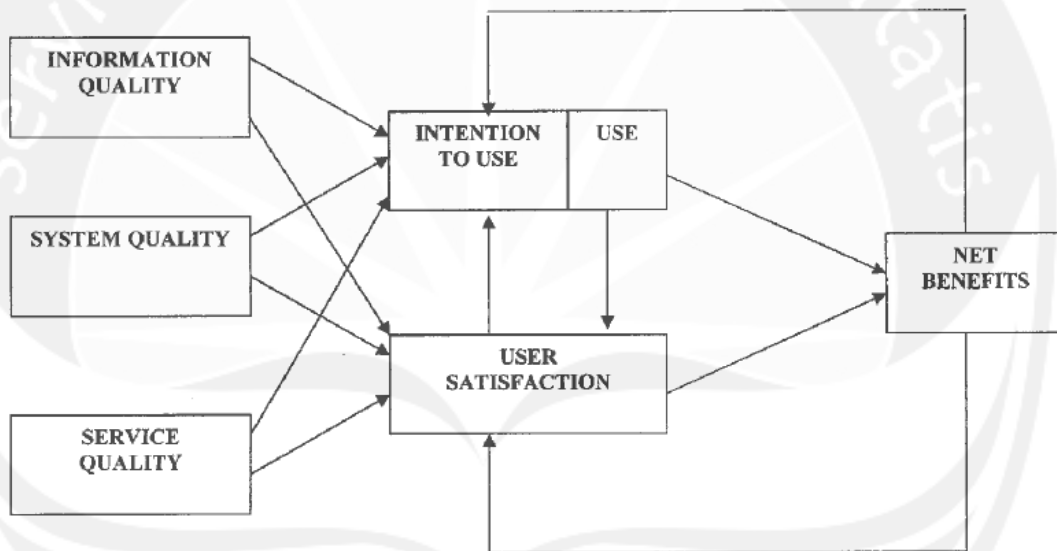 INFORMATION
QUALITY
INTENTION
TO USE
USE
SYSTEM QUALITY
NET
BENEFITS
USER
SATISFACTION
SERVICE
QUALITY